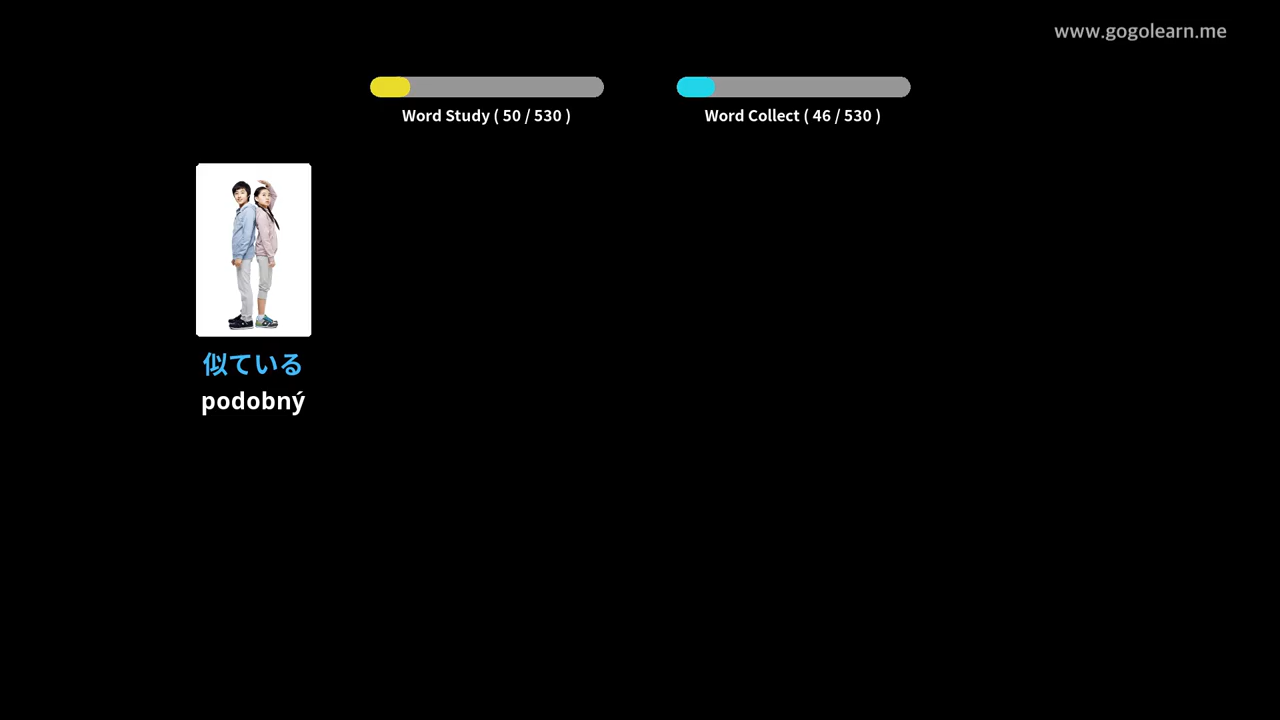 www.gogolearn.me
Word Study ( 50 / 530 )
Word Collect ( 46 / 530 )
似ている
podobný